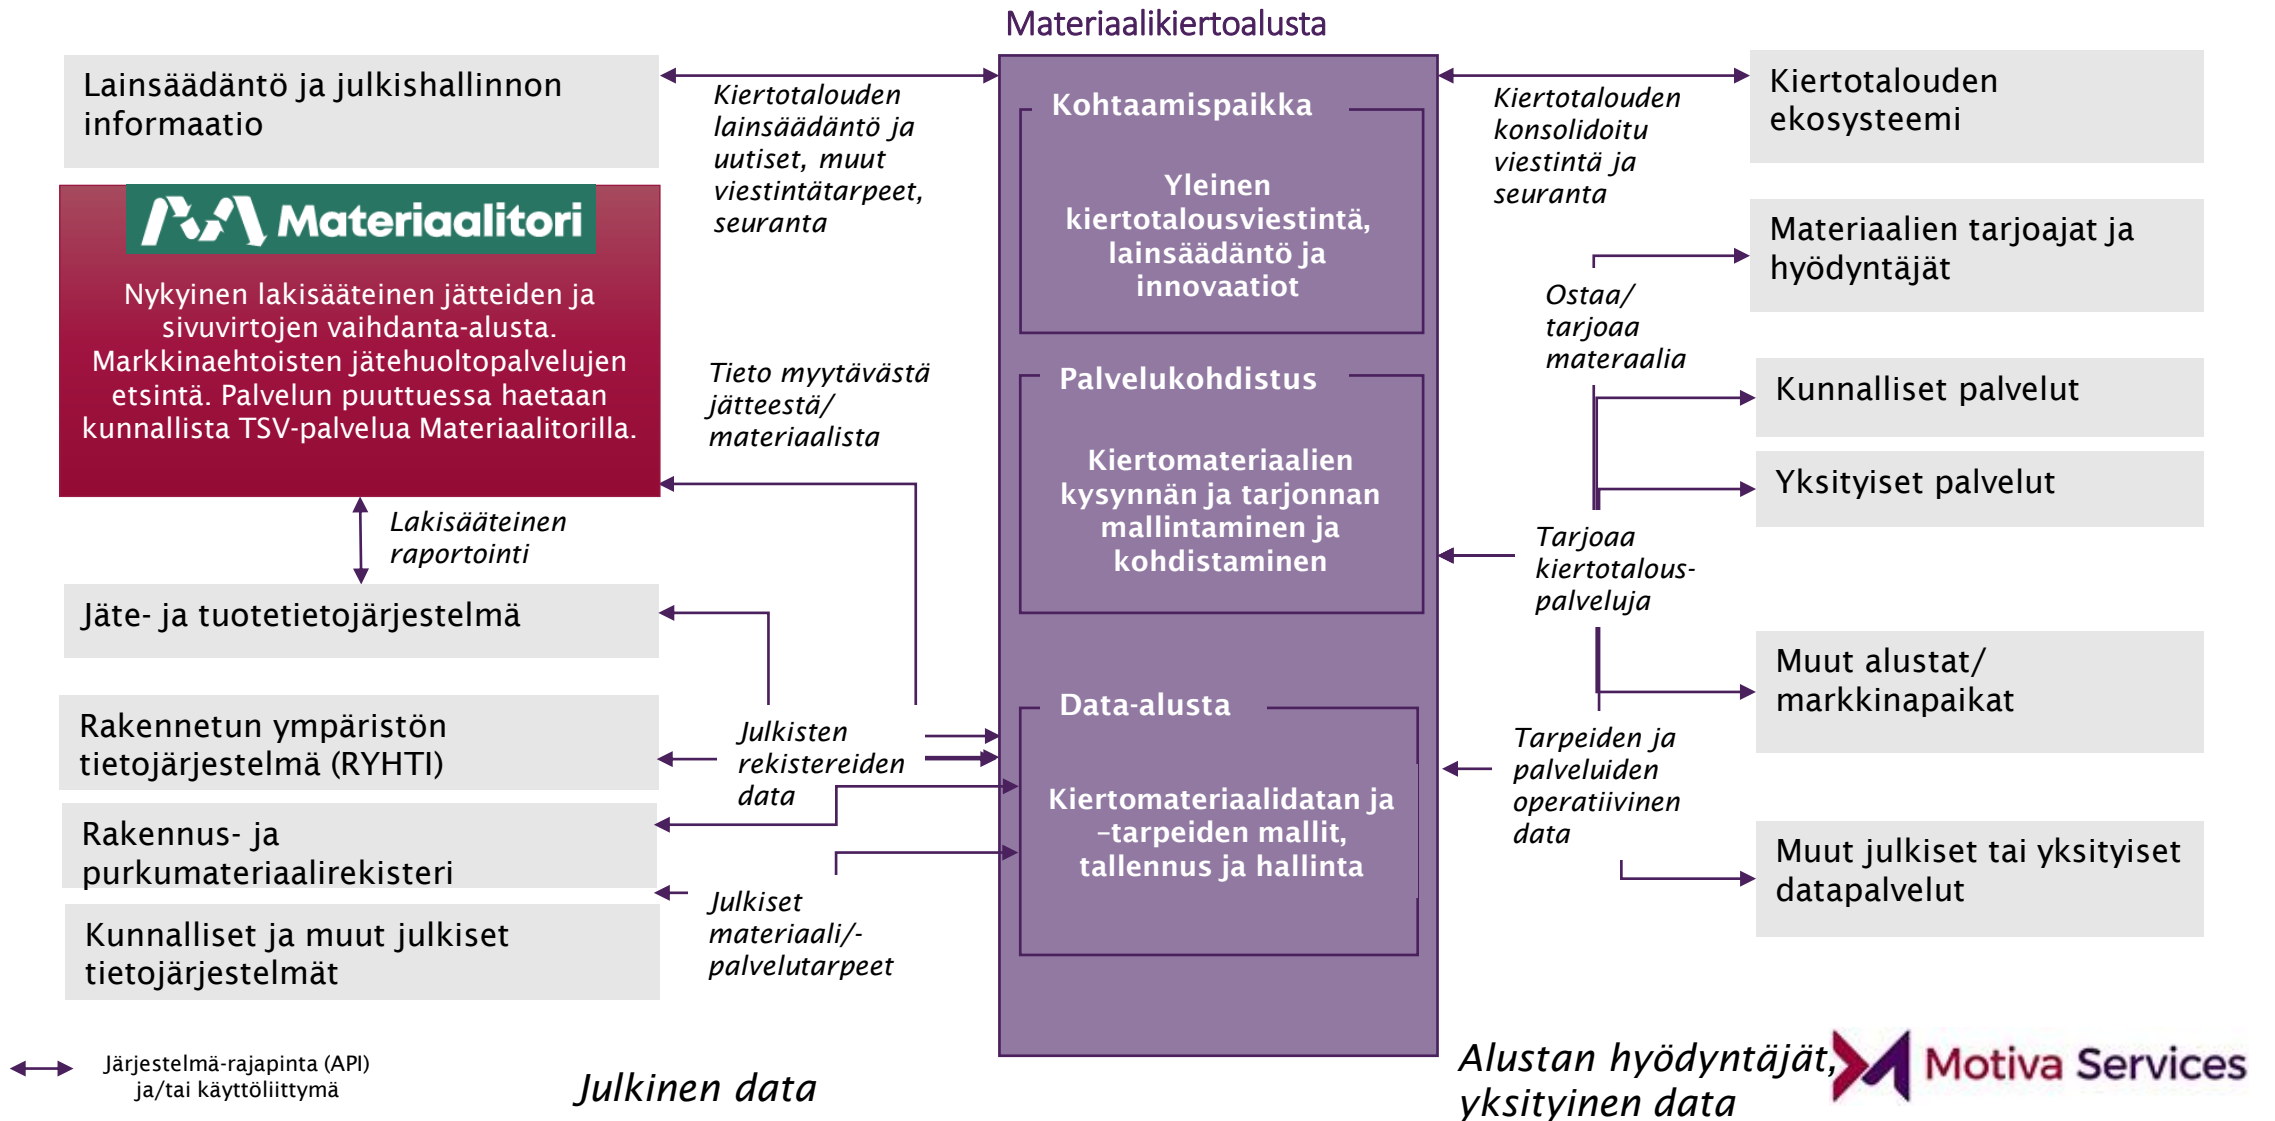 Materiaalikiertoalusta
Lainsäädäntö ja julkishallinnon
informaatio
Materiaalitori
Nykyinen lakisääteinen jätteiden ja
sivuvirtojen vaihdanta-alusta.
Markkinaehtoisten jätehuoltopalvelujen
etsintä. Palvelun puuttuessa haetaan
kunnallista TSV-palvelua Materiaalitorilla.
Lakisääteinen
raportointi
Jäte- ja tuotetietojärjestelmä
Rakennetun ympäristön
tietojärjestelmä (RYHTI)
Rakennus- ja
purkumateriaalirekisteri
Kunnalliset ja muut julkiset
tietojärjestelmät
Kiertotalouden
lainsäädäntö ja
uutiset, muut
viestintätarpeet,
seuranta
Tieto myytävästä
jätteestä/
materiaalista
Julkisten
rekistereiden
data
Julkiset
materiaali/-
palvelutarpeet
Kohtaamispaikka
Yleinen
kiertotalousviestintä,
lainsäädäntö ja
innovaatiot
Palvelukohdistus
Kiertomateriaalien
kysynnän ja tarjonnan
mallintaminen ja
kohdistaminen
Data-alusta
Kiertomateriaalidatan ja
–tarpeiden mallit,
tallennus ja hallinta
Kiertotalouden
konsolidoitu
viestintä ja
seuranta
Ostaa/
tarjoaa
materaalia
Tarjoaa
kiertotalous-
palveluja
Tarpeiden ja
palveluiden
operatiivinen
data
Kiertotalouden
ekosysteemi
Materiaalien tarjoajat ja
hyödyntäjät
Kunnalliset palvelut
Yksityiset palvelut
Muut alustat/
markkinapaikat
Muut julkiset tai yksityiset
datapalvelut
Järjestelmä-rajapinta (API)
ja/tai käyttöliittymä
Julkinen data
Alustan hyödyntäjät,
yksityinen data
Motiva Services